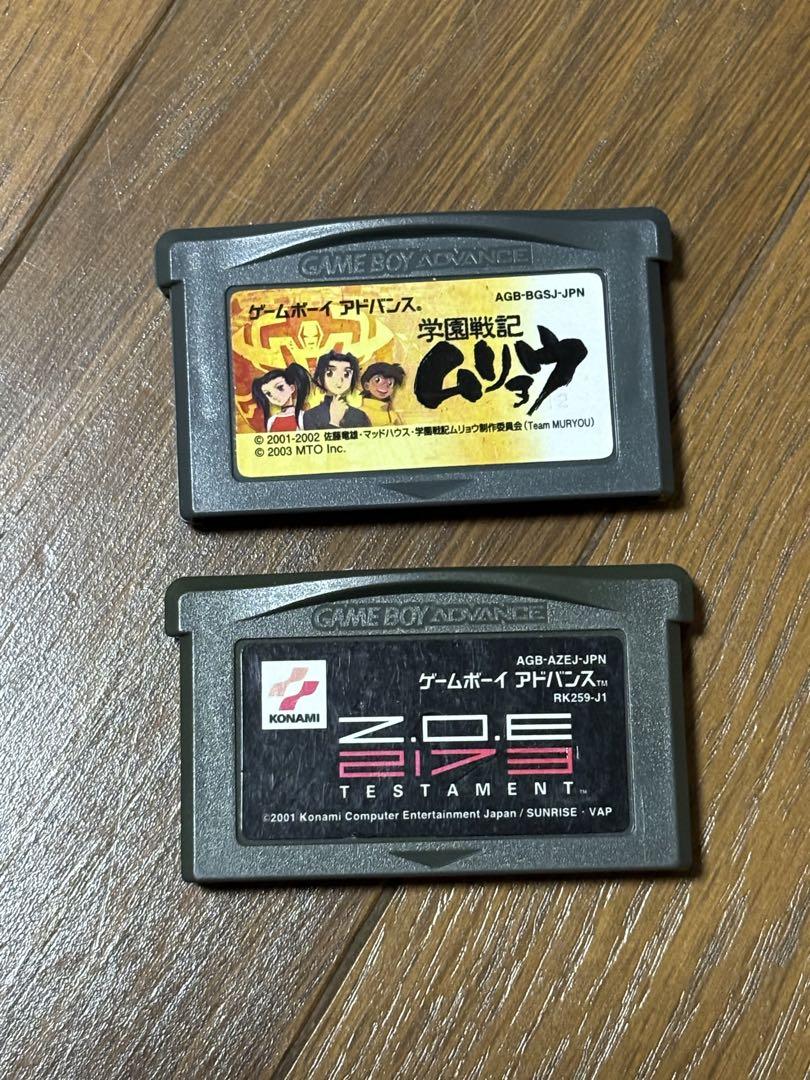 GAME BOY ADVANCE
ゲームボーイ アドバンス®
AGB-BGSJ-JPN
学園戦記
ムリョウ
12
© 2001-2002 佐藤竜雄・マッドハウス・学園戦記ムリョウ制作委員会 (Team MURYOU)
© 2003 MTO Inc.
GAME BOY ADVANCE
KONAMI
AGB-AZEJ-JPN
ゲームボーイ アドバンス™
RK259-J1
Z.O.E
2173
TESTAMENT™
©2001 Konami Computer Entertainment Japan / SUNRISE・VAP